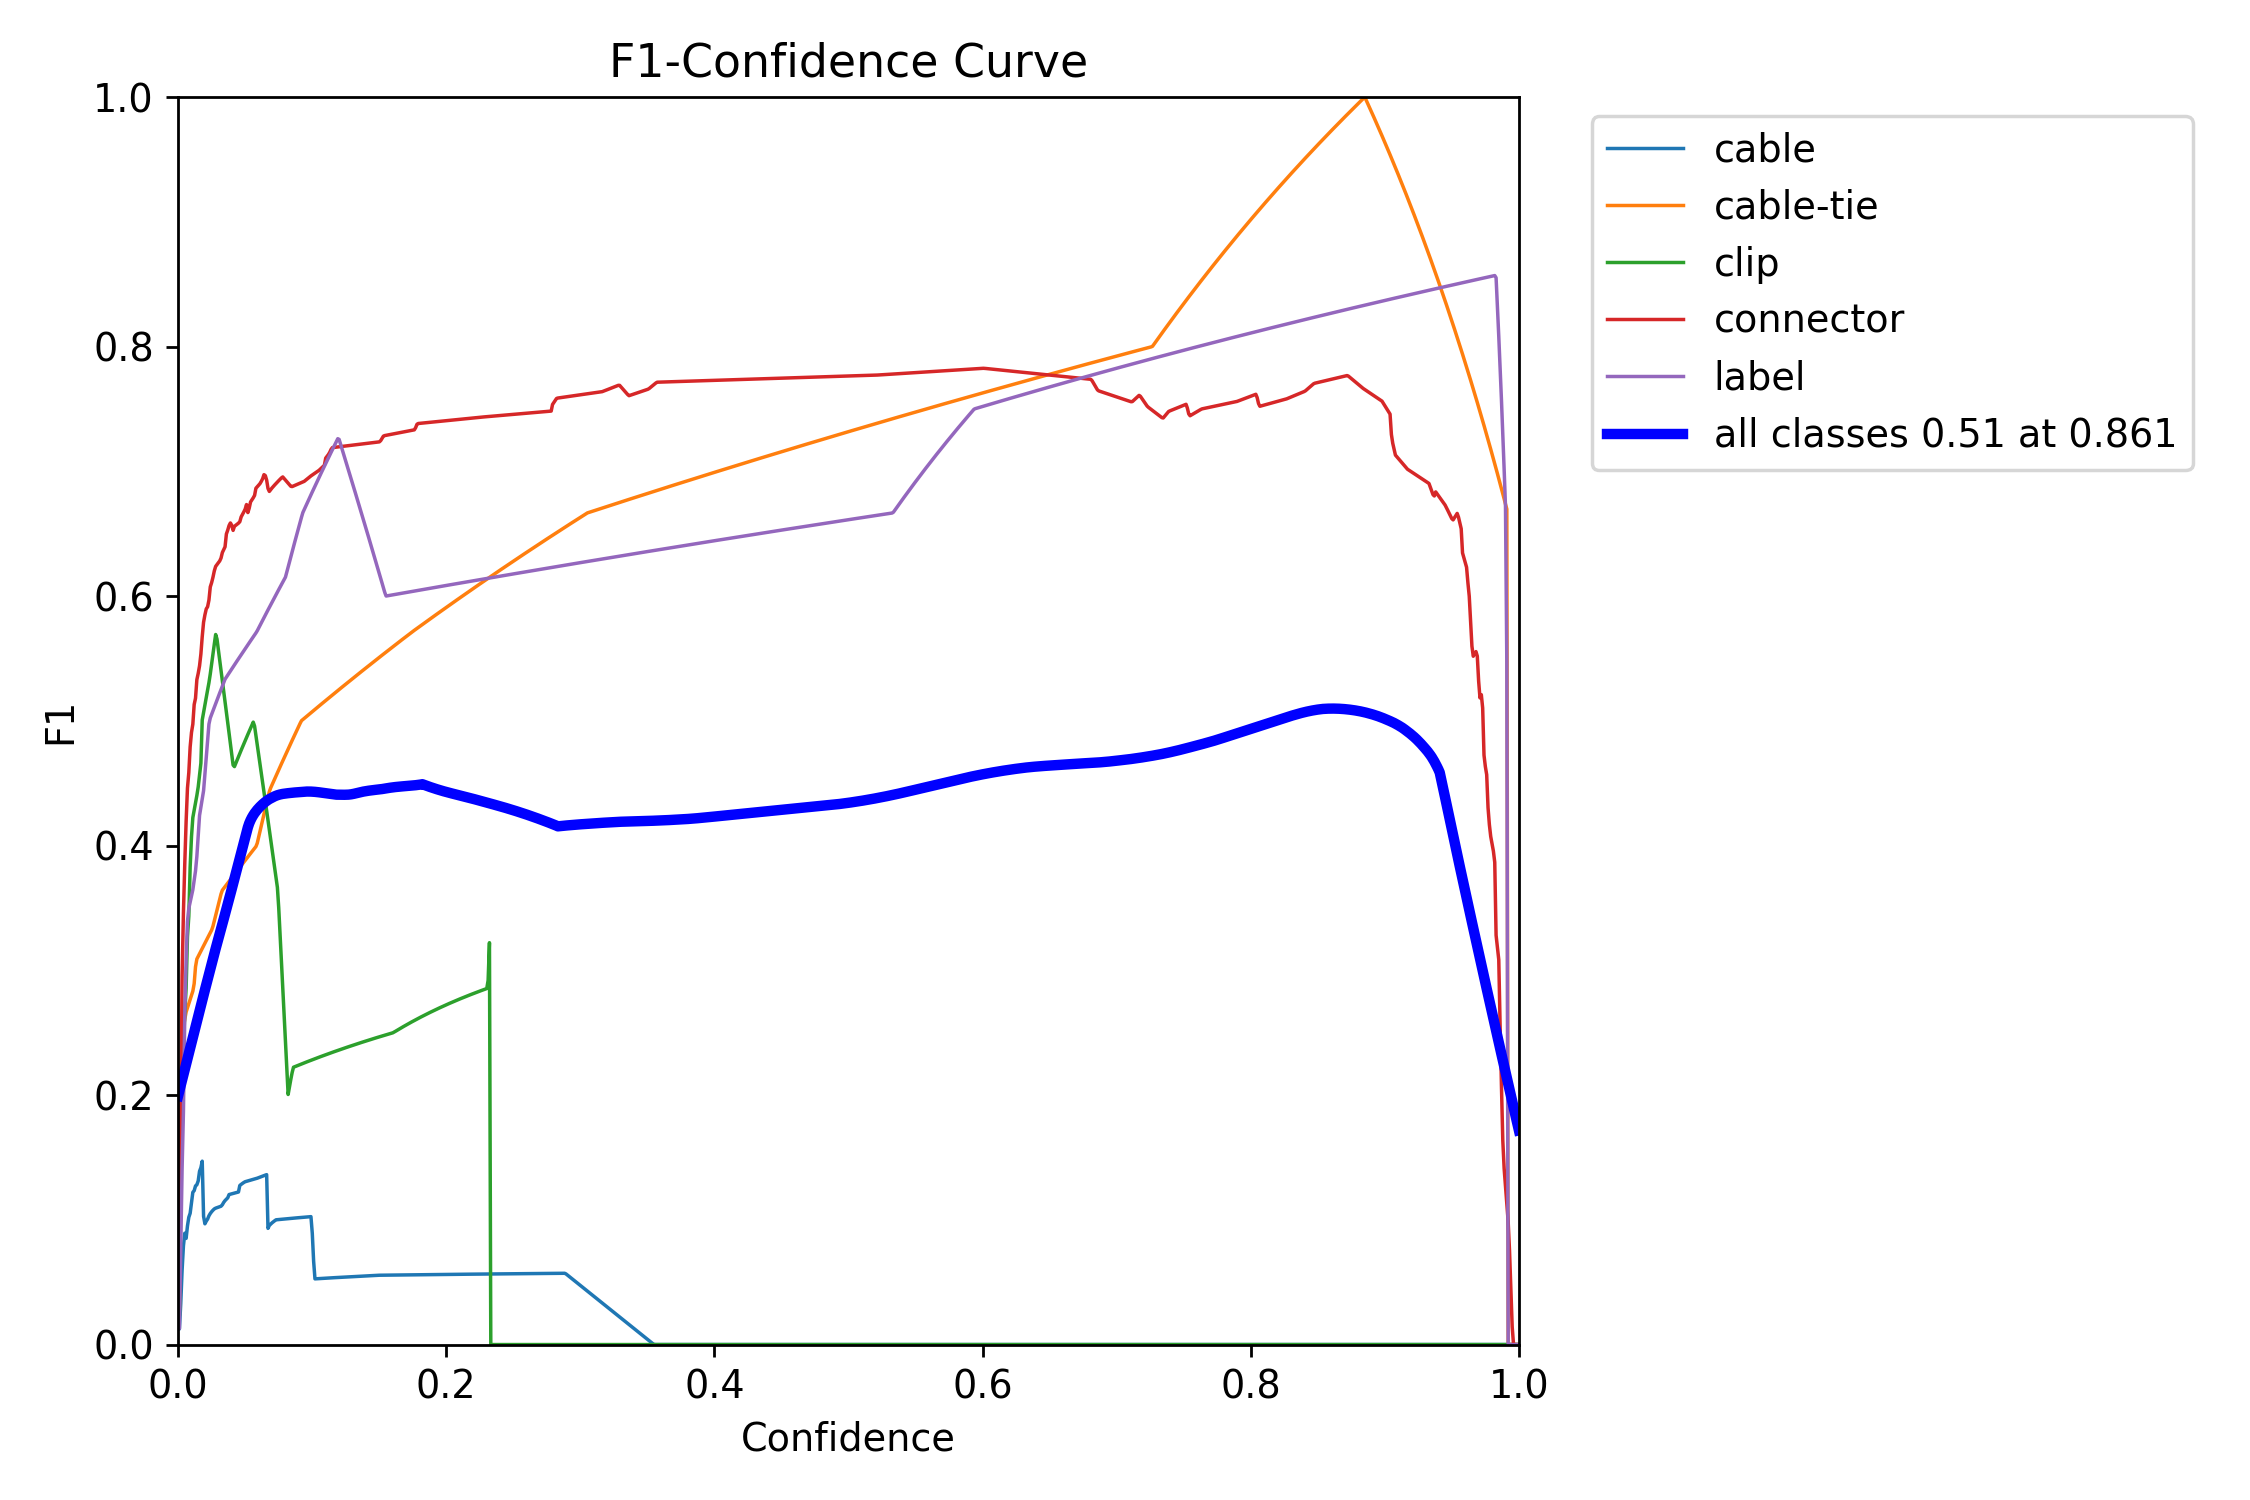 F1-Confidence Curve
1.0
0.8
0.6
0.4
0.2
0.0
F1
0.0 0.2 0.4 0.6 0.8 1.0
Confidence
cable
cable-tie
clip
connector
label
all classes 0.51 at 0.861